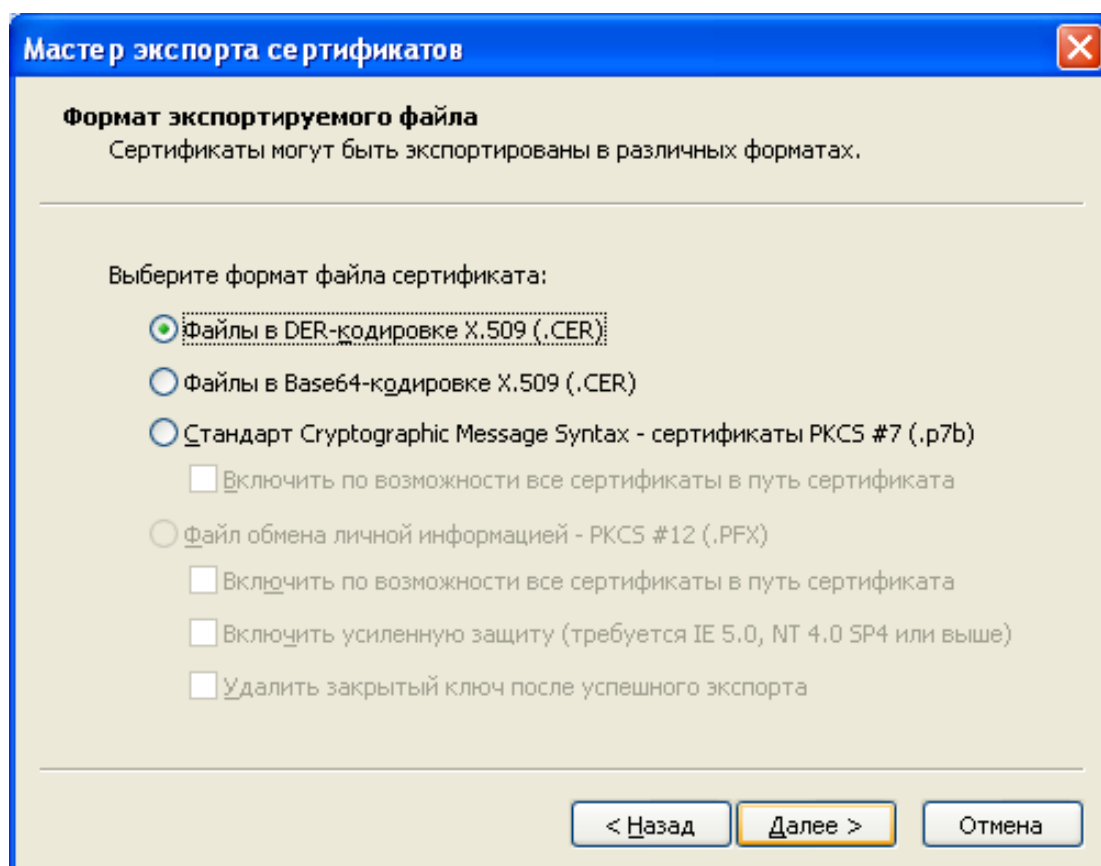 Мастер экспорта сертификатов
Формат экспортируемого файла
Сертификаты могут быть экспортированы в различных форматах.
Выберите формат файла сертификата:
Файлы в DER-кодировке X.509 (.CER)
Файлы в Base64-кодировке X.509 (.CER)
Стандарт Cryptographic Message Syntax - сертификаты PKCS #7 (.p7b)
Включить по возможности все сертификаты в путь сертификата
Файл обмена личной информацией - PKCS #12 (.PFX)
Включить по возможности все сертификаты в путь сертификата
Включить усиленную защиту (требуется IE 5.0, NT 4.0 SP4 или выше)
Удалить закрытый ключ после успешного экспорта
< Назад Далее > Отмена